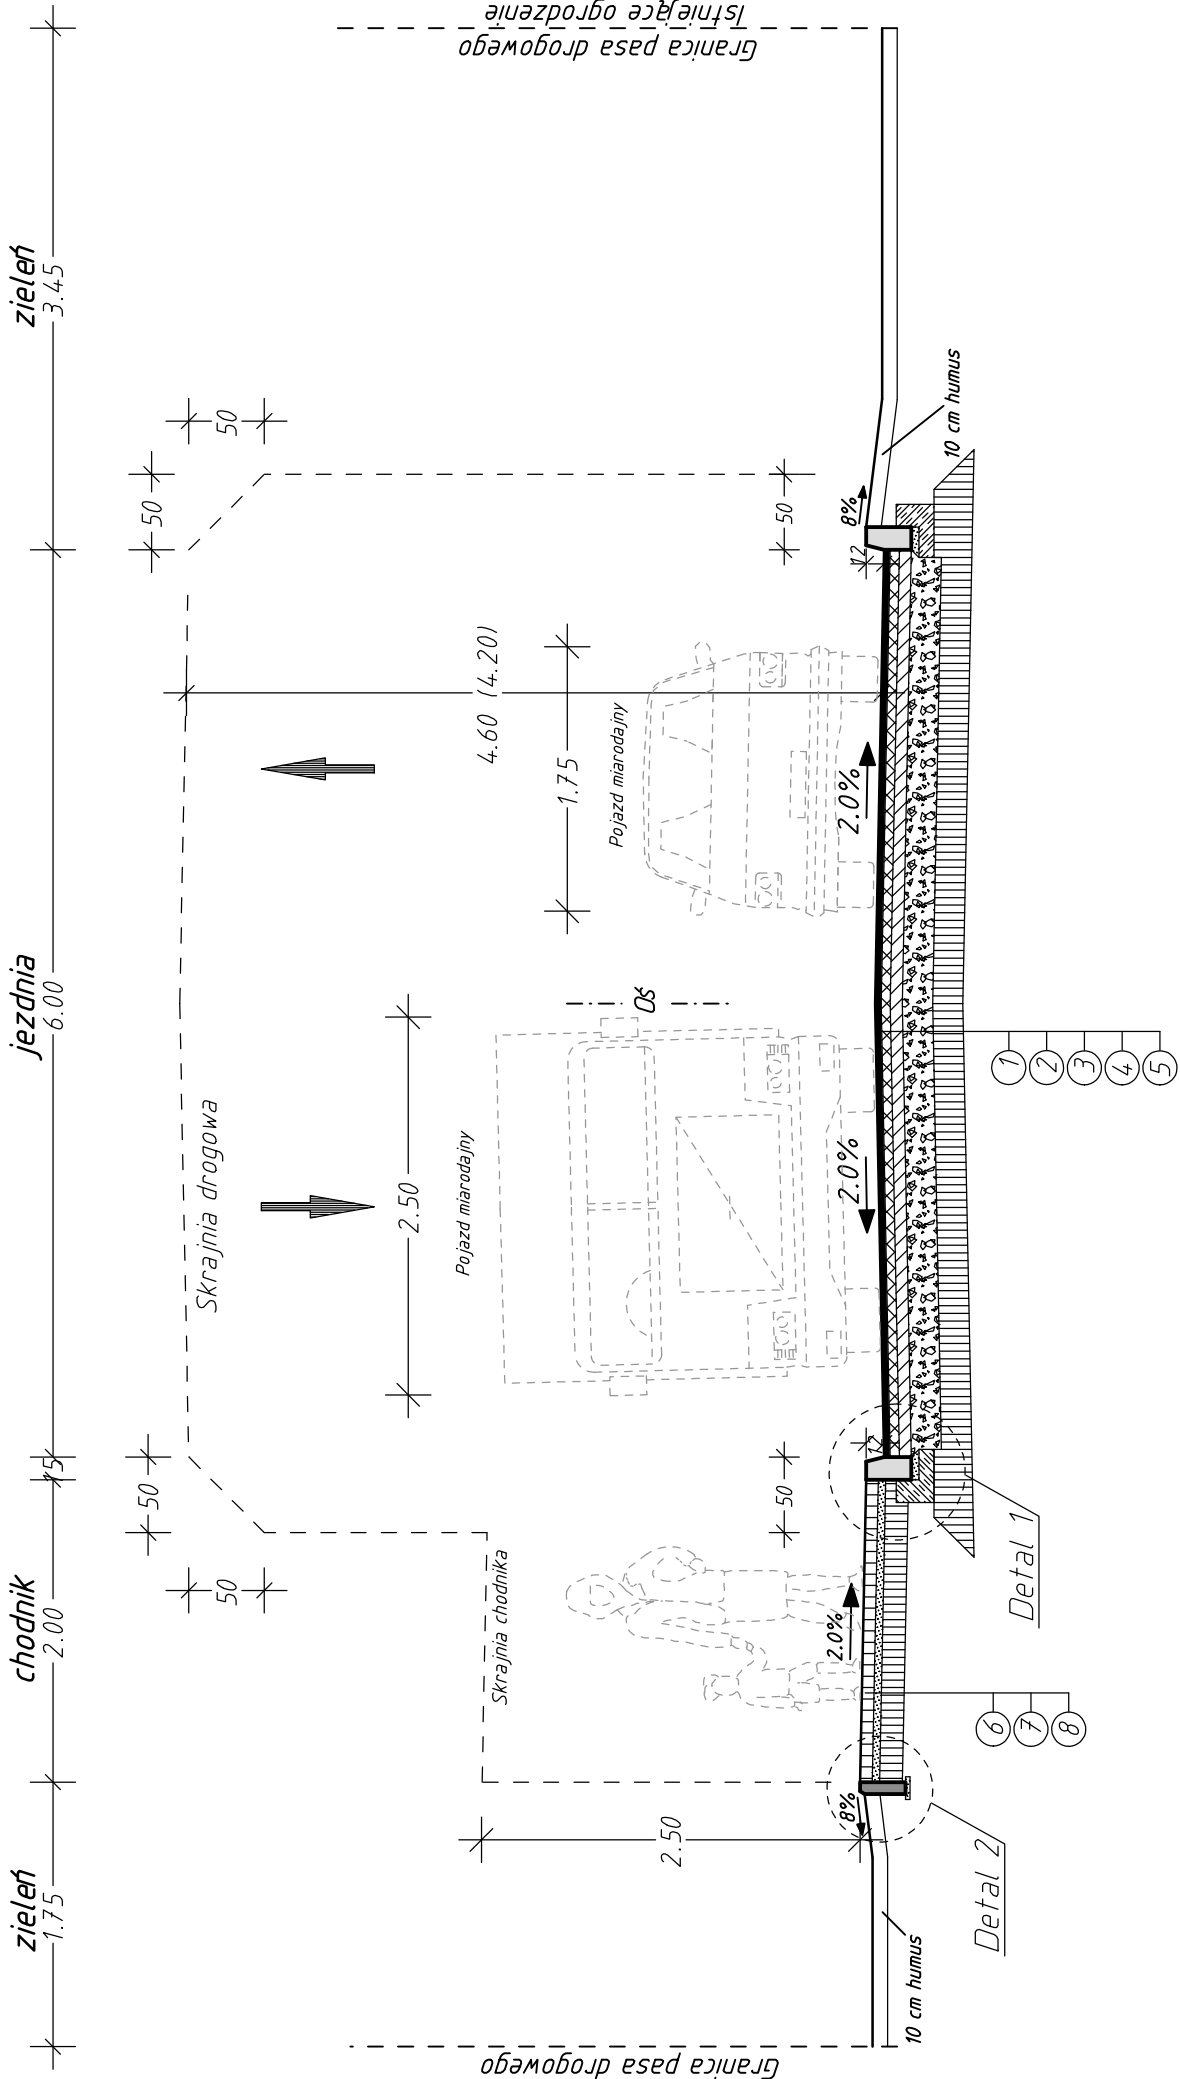 zieleń
1.75
chodnik
2.00
15
jezdnia
6.00
zieleń
3.45
50
50
50
50
Skrajnia drogowa
Granica pasa drogowego
Istniejące ogrodzenie
Granica pasa drogowego
2.50
Pojazd miarodajny
4.60 (4.20)
1.75
Pojazd miarodajny
Skrajnia chodnika
Oś
2.50
50
50
8%
2.0%
12
2.0%
2.0%
12
8%
10 cm humus
10 cm humus
Detal 2
Detal 1
6
7
8
1
2
3
4
5